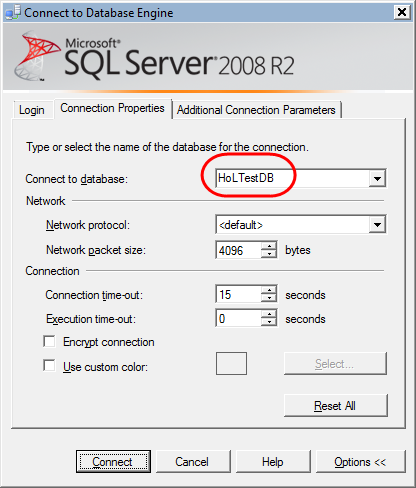 Connect to Database Engine
Microsoft®
SQL Server® 2008 R2
Login Connection Properties Additional Connection Parameters
Type or select the name of the database for the connection.
Connect to database: HoLTestDB
Network
Network protocol: <default>
Network packet size: 4096 bytes
Connection
Connection time-out: 15 seconds
Execution time-out: 0 seconds
Encrypt connection
Use custom color: Select...
Reset All
Connect Cancel Help Options <<